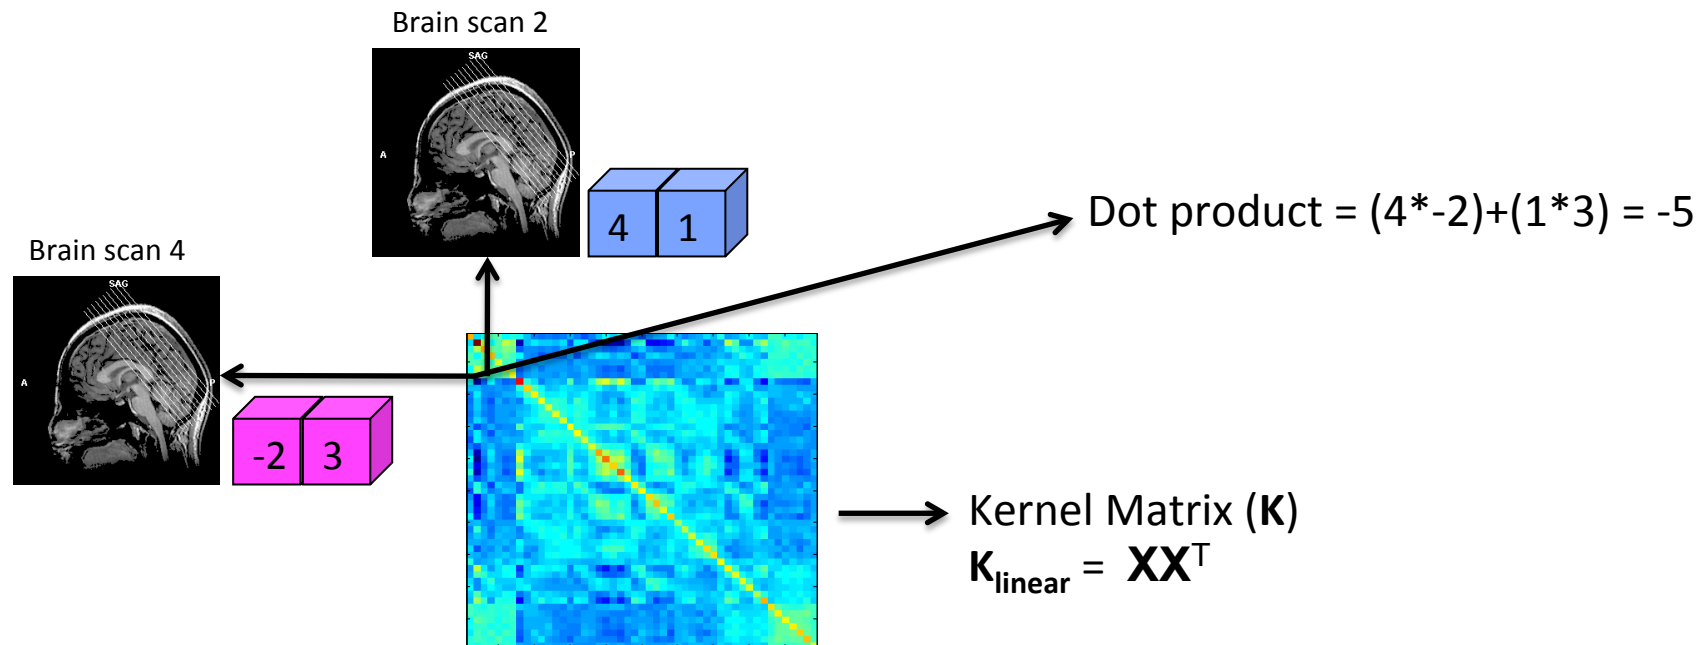 Brain scan 2
SAG
A
P
4 1
Dot product = (4*-2)+(1*3) = -5
Brain scan 4
SAG
A
P
-2 3
Kernel Matrix (K)
K_linear = XXᵀ